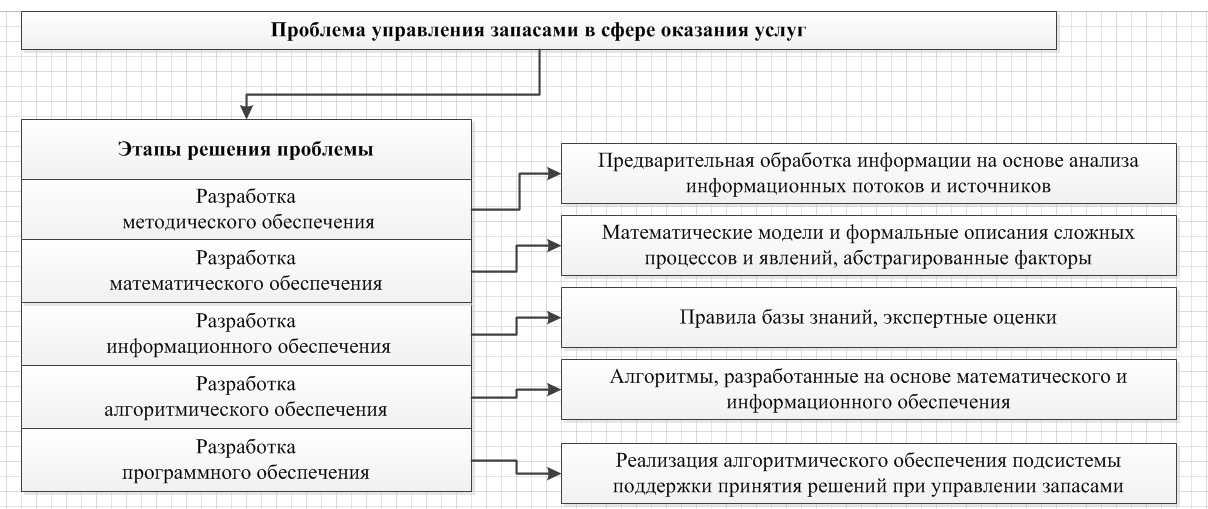 Проблема управления запасами в сфере оказания услуг
Этапы решения проблемы
Разработка
методического обеспечения
Разработка
математического обеспечения
Разработка
информационного обеспечения
Разработка
алгоритмического обеспечения
Разработка
программного обеспечения
Предварительная обработка информации на основе анализа
информационных потоков и источников
Математические модели и формальные описания сложных
процессов и явлений, абстрагированные факторы
Правила базы знаний, экспертные оценки
Алгоритмы, разработанные на основе математического и
информационного обеспечения
Реализация алгоритмического обеспечения подсистемы
поддержки принятия решений при управлении запасами